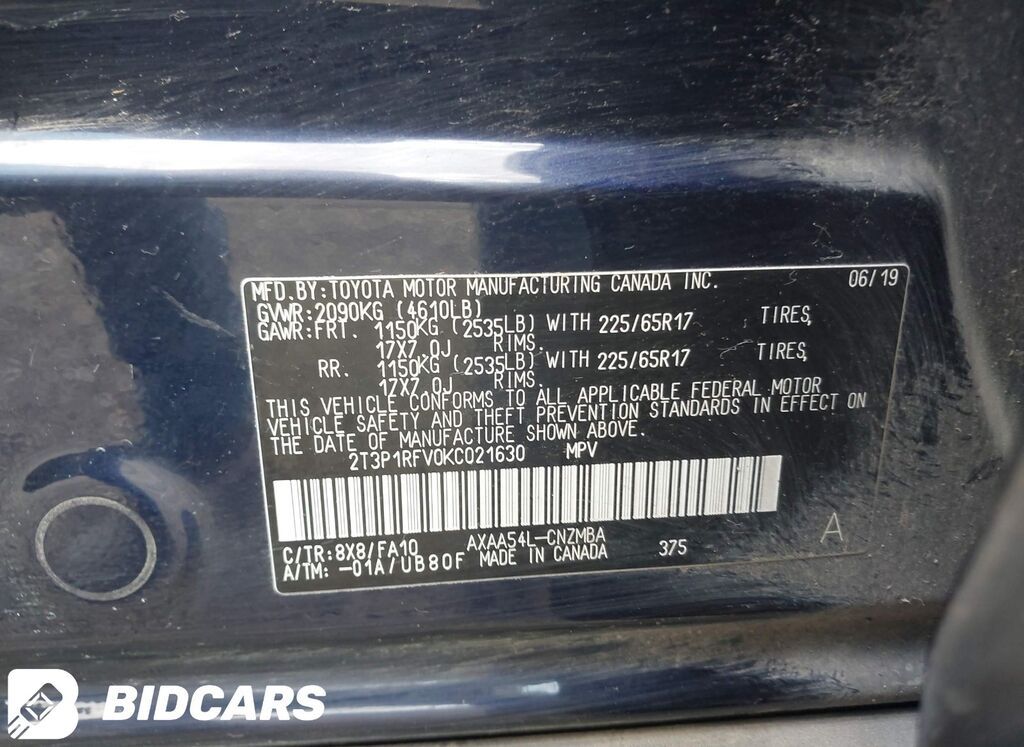 MFD.BY:TOYOTA MOTOR MANUFACTURING CANADA INC. 06/19
GVWR:2090KG (4610LB)
GAWR:FRT. 1150KG (2535LB) WITH 225/65R17 TIRES,
17X7.0J RIMS.
RR. 1150KG (2535LB) WITH 225/65R17 TIRES,
17X7.0J RIMS.
THIS VEHICLE CONFORMS TO ALL APPLICABLE FEDERAL MOTOR
VEHICLE SAFETY AND THEFT PREVENTION STANDARDS IN EFFECT ON
THE DATE OF MANUFACTURE SHOWN ABOVE.
2T3P1RFV0KC021630 MPV
C/TR:8X8/FA10 AXAA54L-CNZMBA 375 A
A/TM: -01A/UB80F MADE IN CANADA
BIDCARS